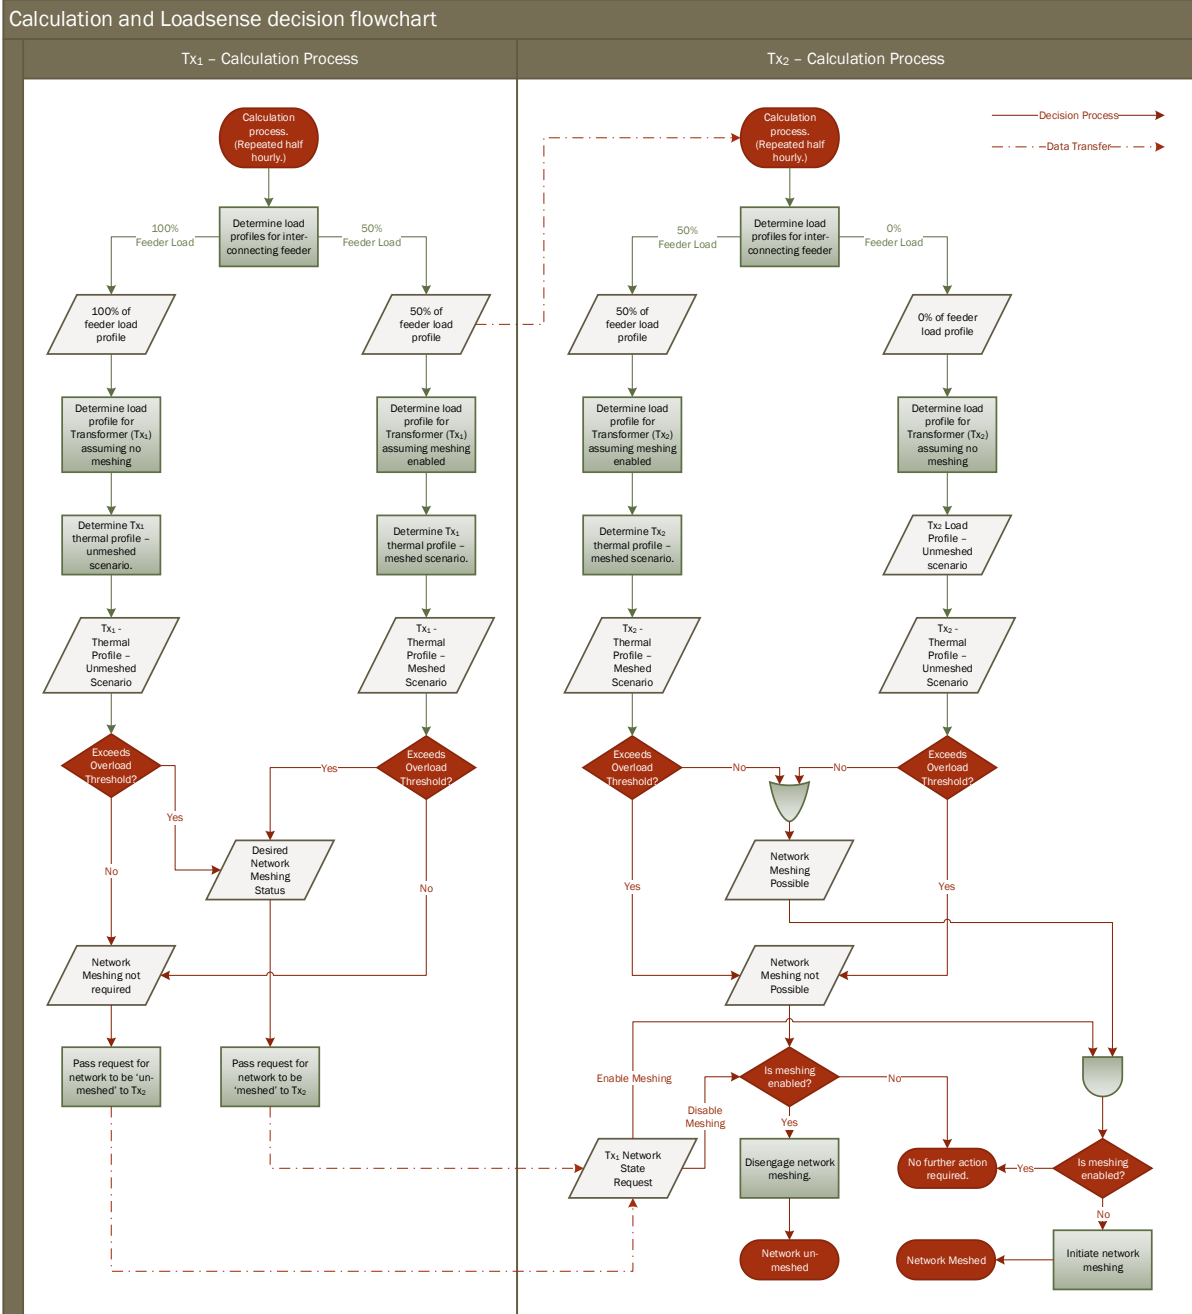 Calculation and Loadsense decision flowchart
Tx₁ – Calculation Process
Tx₂ – Calculation Process
Calculation
process.
(Repeated half
hourly.)
Calculation
process.
(Repeated half
hourly.)
Decision Process
Data Transfer
100%
Feeder Load
Determine load
profiles for inter-
connecting feeder
50%
Feeder Load
50%
Feeder Load
Determine load
profiles for inter-
connecting feeder
0%
Feeder Load
100% of
feeder load
profile
50% of
feeder load
profile
50% of
feeder load
profile
0% of feeder
load profile
Determine load
profile for
Transformer (Tx₁)
assuming no
meshing
Determine load
profile for
Transformer (Tx₁)
assuming meshing
enabled
Determine load
profile for
Transformer (Tx₂)
assuming meshing
enabled
Determine load
profile for
Transformer (Tx₂)
assuming no
meshing
Determine Tx₁
thermal profile –
unmeshed
scenario.
Determine Tx₁
thermal profile –
meshed scenario.
Determine Tx₂
thermal profile –
meshed scenario.
Tx₂ Load
Profile –
Unmeshed
scenario
Tx₁ -
Thermal
Profile –
Unmeshed
Scenario
Tx₁ -
Thermal
Profile –
Meshed
Scenario
Tx₂ -
Thermal
Profile –
Meshed
Scenario
Tx₂ -
Thermal
Profile –
Unmeshed
Scenario
Exceeds
Overload
Threshold?
Yes
Exceeds
Overload
Threshold?
Exceeds
Overload
Threshold?
No
No
Exceeds
Overload
Threshold?
Yes
No
Desired
Network
Meshing
Status
No
Network
Meshing
Possible
Yes
Yes
Network
Meshing not
required
Network
Meshing not
Possible
Pass request for
network to be ‘un-
meshed’ to Tx₂
Pass request for
network to be
‘meshed’ to Tx₂
Enable Meshing
Is meshing
enabled?
No
Disable
Meshing
Yes
Tx₁ Network
State
Request
Disengage network
meshing.
No further action
required.
Yes
Is meshing
enabled?
No
Network un-
meshed
Network Meshed
Initiate network
meshing